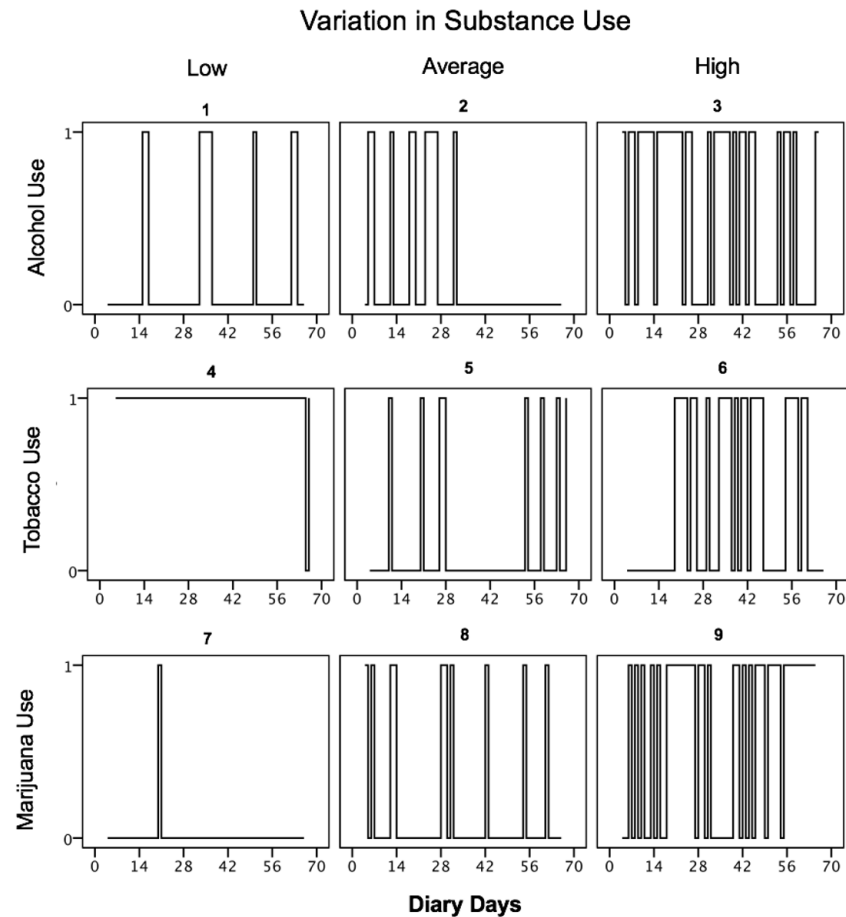 Variation in Substance Use
Low Average High
1 2 3
Alcohol Use
1
0
0 14 28 42 56 70 0 14 28 42 56 70 0 14 28 42 56 70
4 5 6
Tobacco Use
1
0
0 14 28 42 56 70 0 14 28 42 56 70 0 14 28 42 56 70
7 8 9
Marijuana Use
1
0
0 14 28 42 56 70 0 14 28 42 56 70 0 14 28 42 56 70
Diary Days